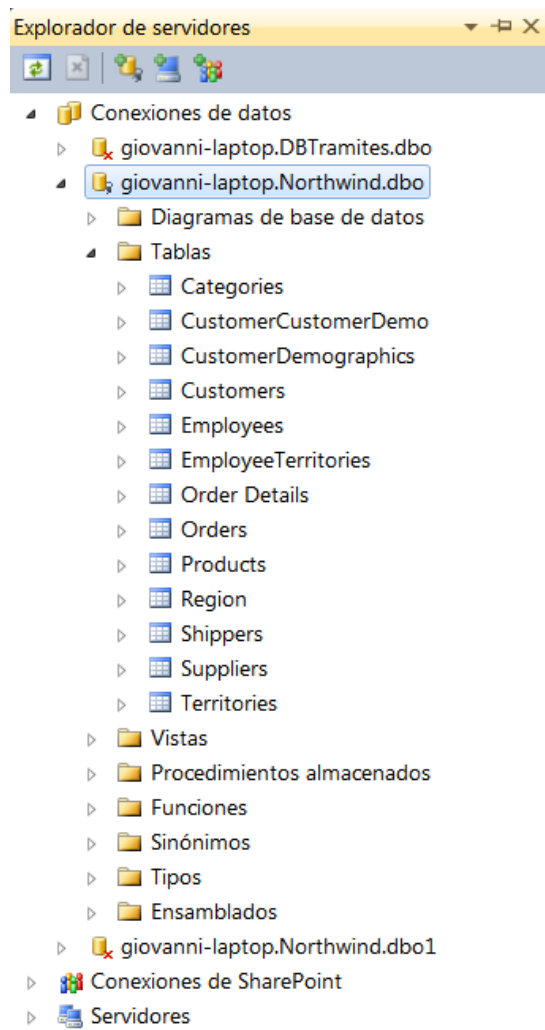 Explorador de servidores
Conexiones de datos
giovanni-laptop.DBTramites.dbo
giovanni-laptop.Northwind.dbo
Diagramas de base de datos
Tablas
Categories
CustomerCustomerDemo
CustomerDemographics
Customers
Employees
EmployeeTerritories
Order Details
Orders
Products
Region
Shippers
Suppliers
Territories
Vistas
Procedimientos almacenados
Funciones
Sinónimos
Tipos
Ensamblados
giovanni-laptop.Northwind.dbo1
Conexiones de SharePoint
Servidores